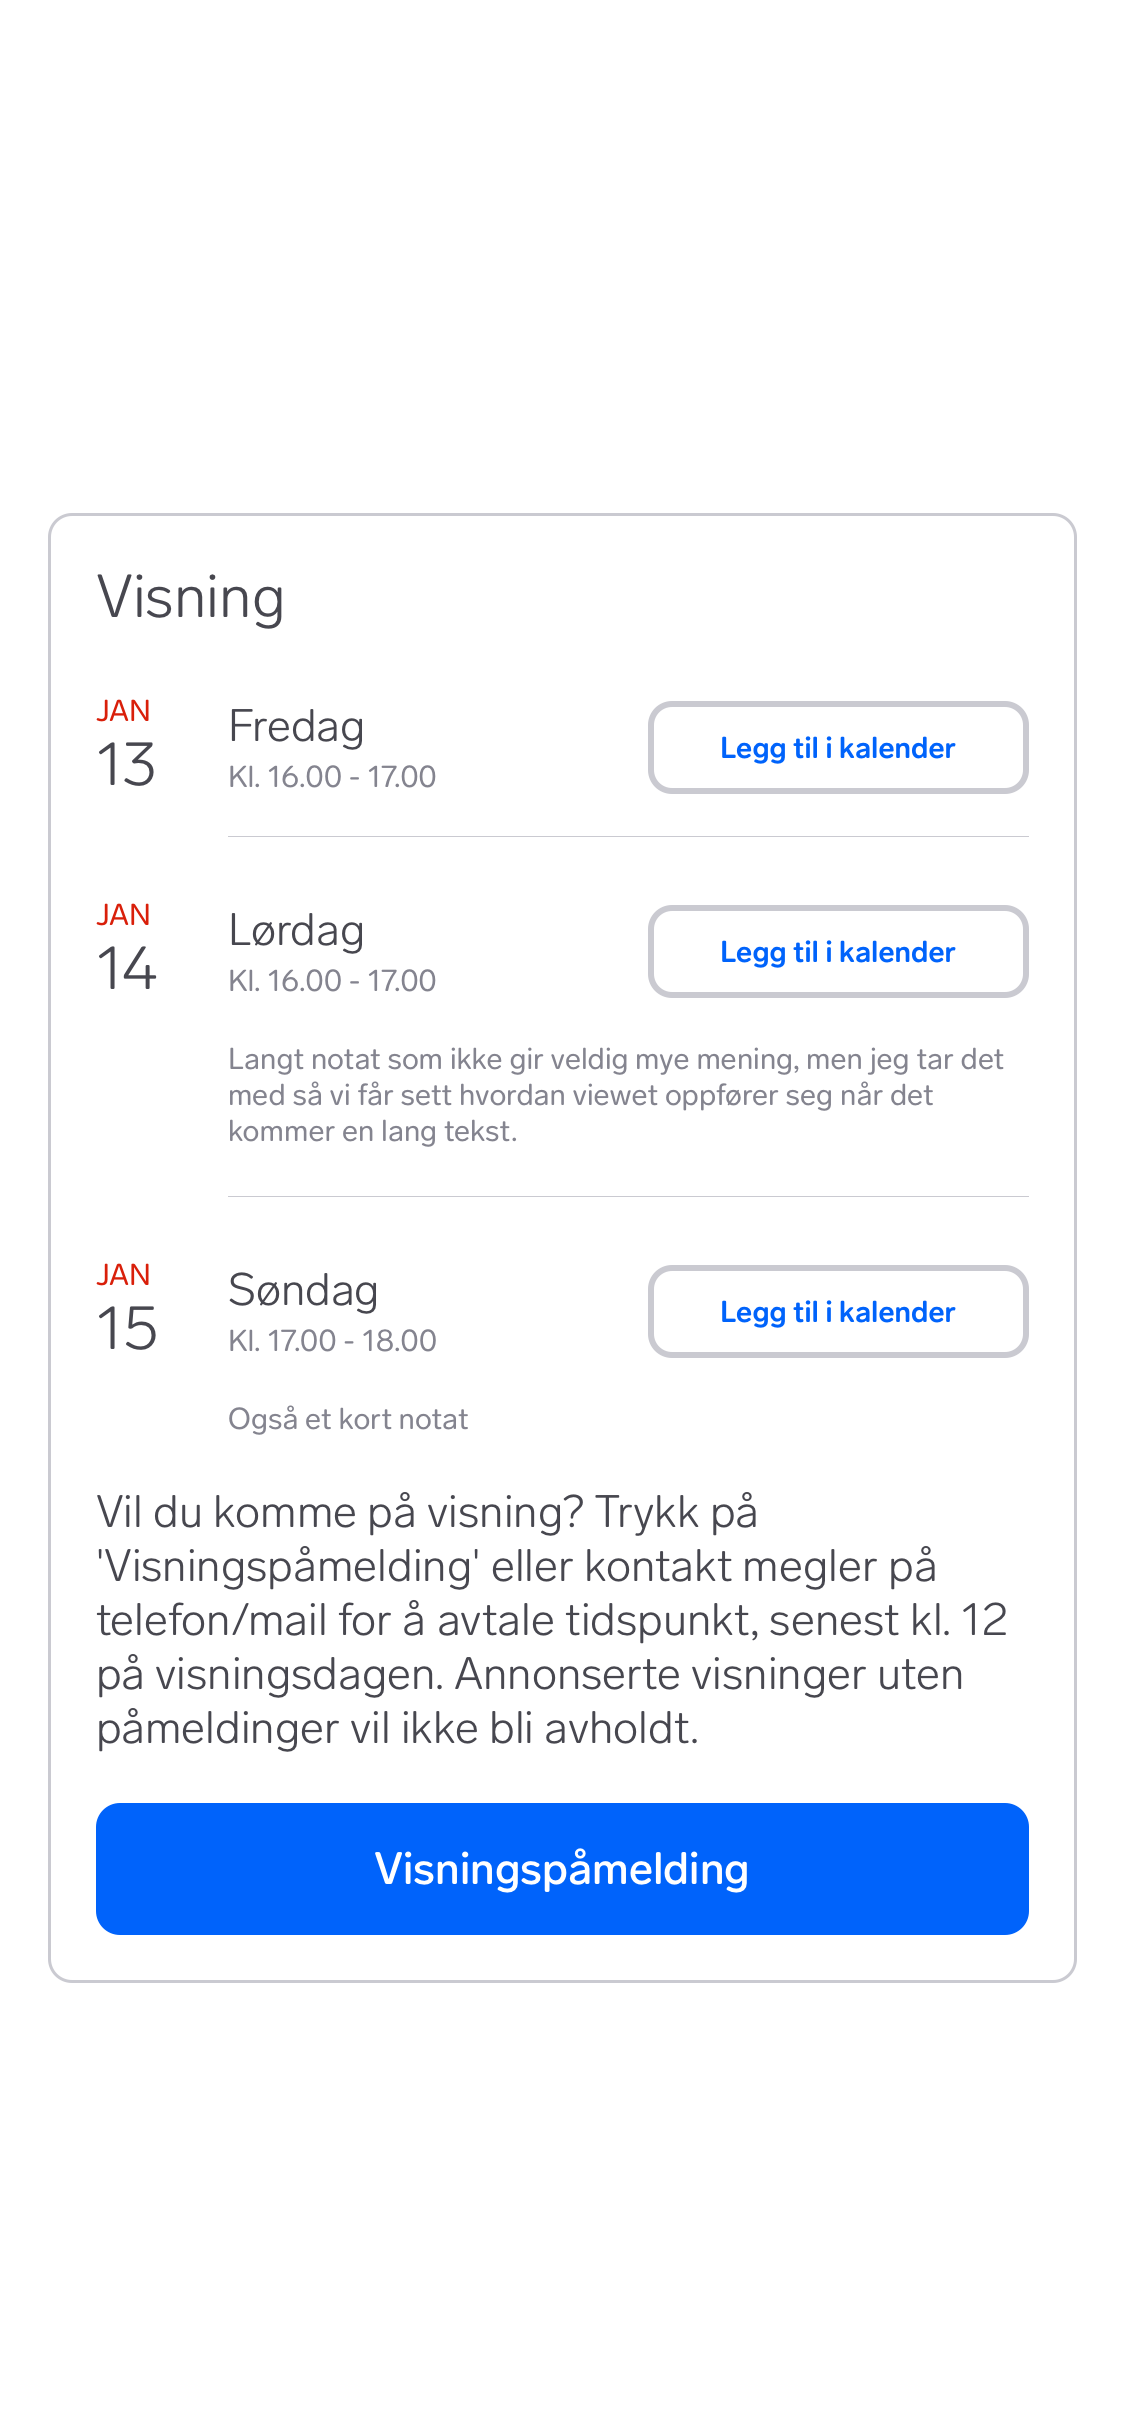 Visning
JAN
13
Fredag
Kl. 16.00 - 17.00
Legg til i kalender
JAN
14
Lørdag
Kl. 16.00 - 17.00
Legg til i kalender
Langt notat som ikke gir veldig mye mening, men jeg tar det
med så vi får sett hvordan viewet oppfører seg når det
kommer en lang tekst.
JAN
15
Søndag
Kl. 17.00 - 18.00
Legg til i kalender
Også et kort notat
Vil du komme på visning? Trykk på
'Visningspåmelding' eller kontakt megler på
telefon/mail for å avtale tidspunkt, senest kl. 12
på visningsdagen. Annonserte visninger uten
påmeldinger vil ikke bli avholdt.
Visningspåmelding